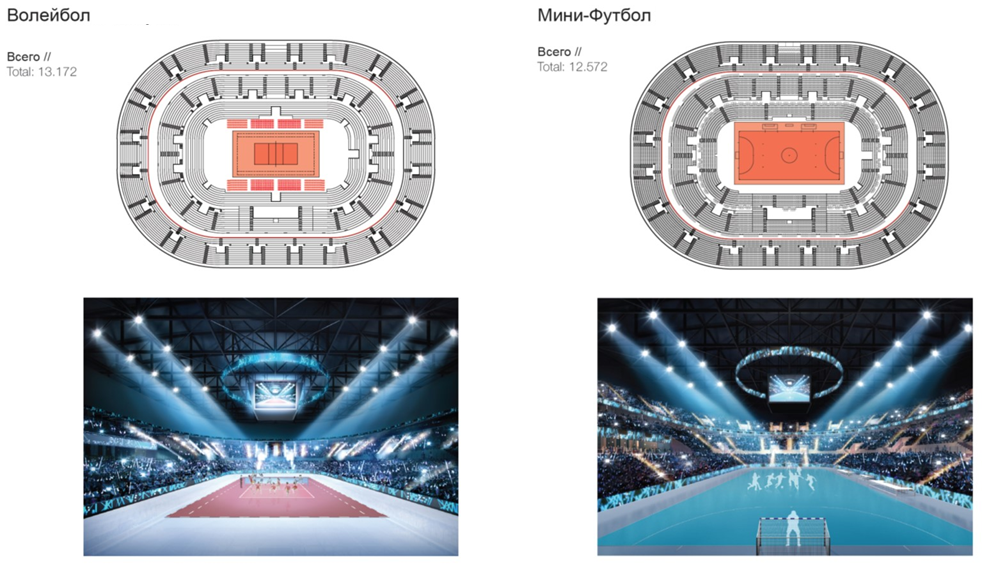 Волейбол
Всего //
Total: 13.172
Мини-Футбол
Всего //
Total: 12.572